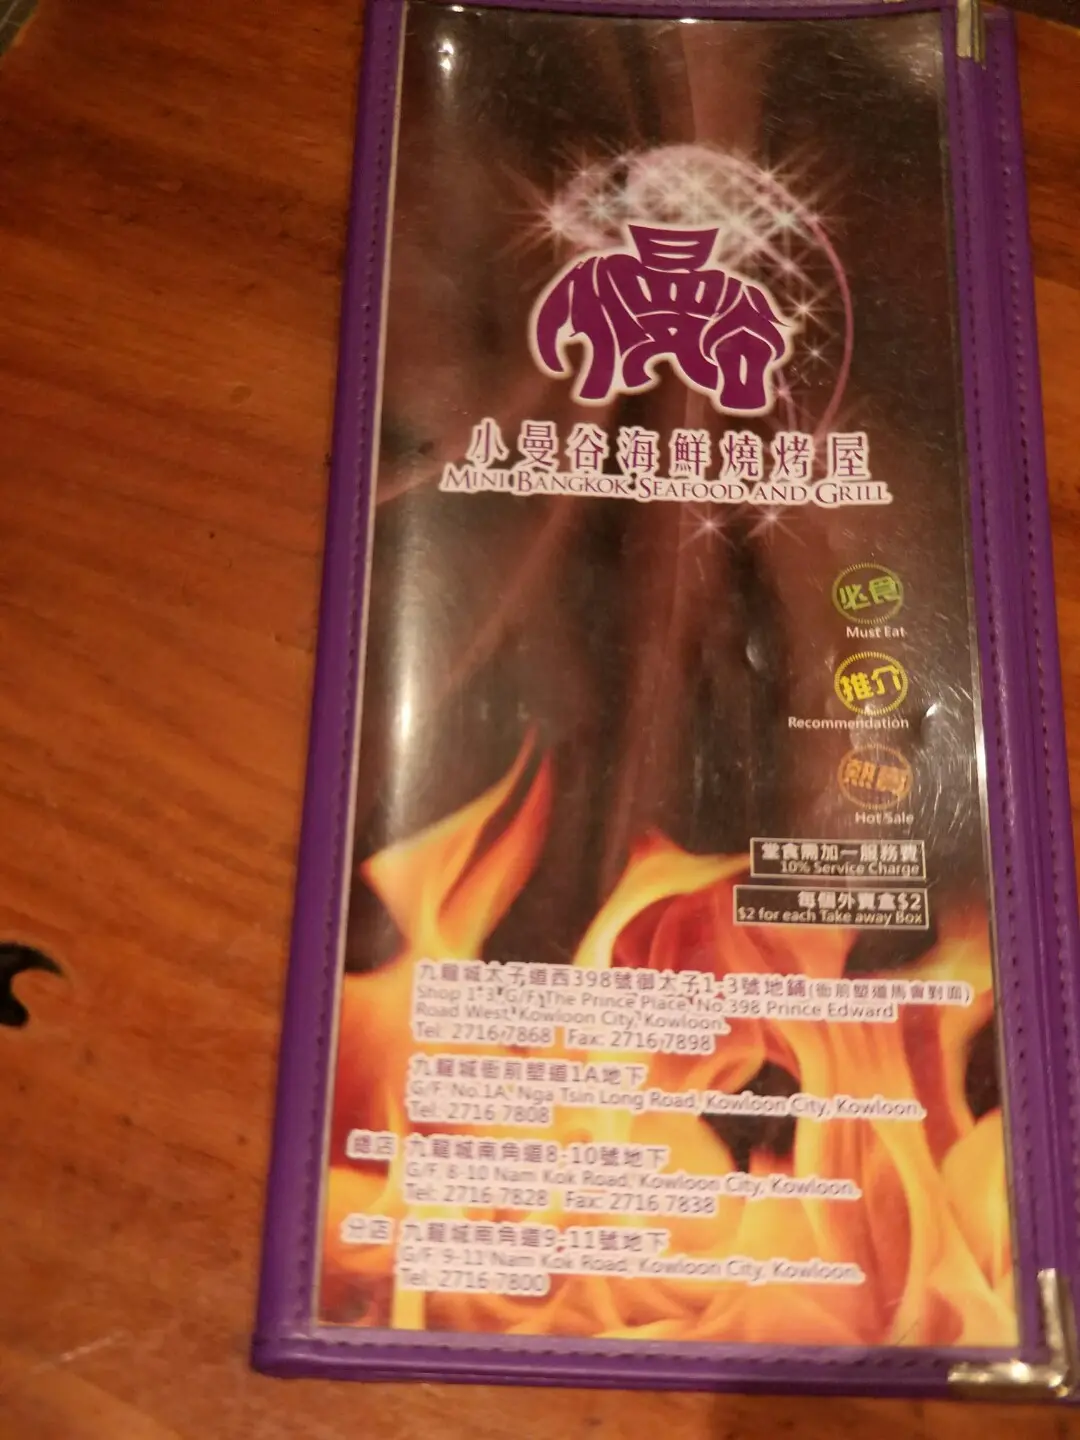 小曼谷
小曼谷海鮮燒烤屋
MINI BANGKOK SEAFOOD AND GRILL
必食
Must Eat
推介
Recommendation
熱賣
Hot Sale
堂食需加一服務費
10% Service Charge
每個外賣盒$2
$2 for each Take away Box
九龍城太子道西398號御太子1-3號地鋪(衙前塱道馬會對面)
Shop 1-3, G/F, The Prince Place, No.398 Prince Edward
Road West, Kowloon City, Kowloon.
Tel: 2716 7868 Fax: 2716 7898
九龍城衙前塱道1A地下
G/F, No.1A, Nga Tsin Long Road, Kowloon City, Kowloon.
Tel: 2716 7808
總店 九龍城南角道8-10號地下
G/F, 8-10 Nam Kok Road, Kowloon City, Kowloon.
Tel: 2716 7828 Fax: 2716 7838
分店 九龍城南角道9-11號地下
G/F, 9-11 Nam Kok Road, Kowloon City, Kowloon.
Tel: 2716 7800